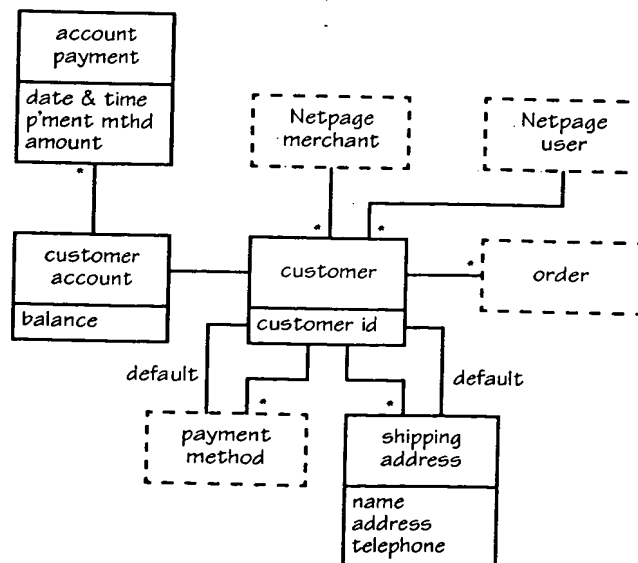 account
payment
date & time
p'ment mthd
amount
*
Netpage
merchant
Netpage
user
*
*
customer
account
balance
customer
customer id
*
order
default
default
*
*
payment
method
shipping
address
name
address
telephone